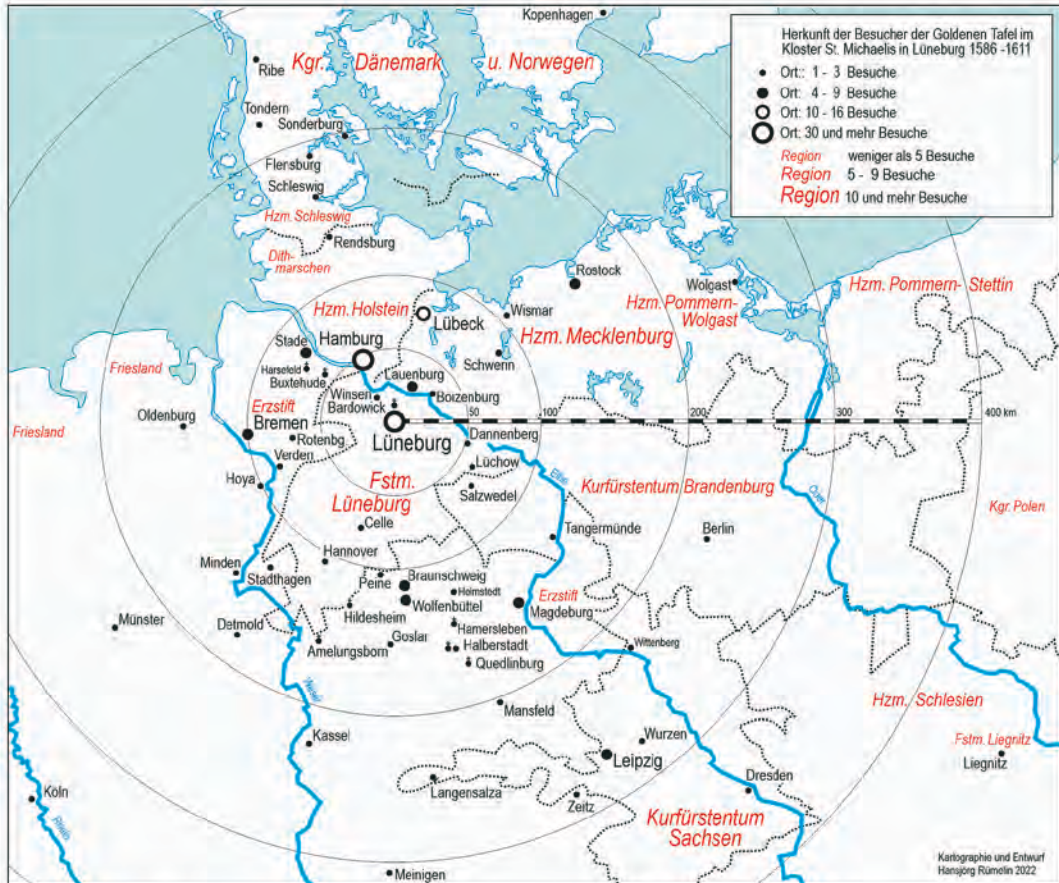 Kopenhagen
Herkunft der Besucher der Goldenen Tafel im
Kloster St. Michaelis in Lüneburg 1586 -1611
Ort:: 1 - 3 Besuche
Ort: 4 - 9 Besuche
Ort: 10 - 16 Besuche
Ort: 30 und mehr Besuche
Region weniger als 5 Besuche
Region 5 - 9 Besuche
Region 10 und mehr Besuche
Kgr. Dänemark u. Norwegen
Ribe
Tondern
Sonderburg
Flensburg
Schleswig
Hzm. Schleswig
Rendsburg
Dith-
marschen
Rostock
Wolgast
Hzm. Pommern- Stettin
Hzm. Holstein
Hzm. Pommern-
Wolgast
Wismar
Lübeck
Hzm. Mecklenburg
Hamburg
Stade
Schwerin
Harsefeld
Buxtehude
Friesland
Lauenburg
Winsen
Boizenburg
Bardowick
Erzstift
Bremen
Oldenburg
Friesland
50
100
200
300
400 km
Lüneburg
Rotenbg.
Dannenberg
Verden
Lüchow
Hoya
Fstm.
Lüneburg
Salzwedel
Elbe
Kurfürstentum Brandenburg
Oder
Kgr. Polen
Celle
Tangermünde
Berlin
Hannover
Minden
Stadthagen
Peine
Braunschweig
Helmstedt
Wolfenbüttel
Erzstift
Magdeburg
Hildesheim
Münster
Detmold
Hamersleben
Goslar
Halberstadt
Amelungsborn
Quedlinburg
Wittenberg
Weser
Mansfeld
Hzm. Schlesien
Kassel
Wurzen
Fstm. Liegnitz
Liegnitz
Leipzig
Köln
Langensalza
Dresden
Zeitz
Rhein
Kurfürstentum
Sachsen
Meinigen
Kartographie und Entwurf
Hansjörg Rümelin 2022